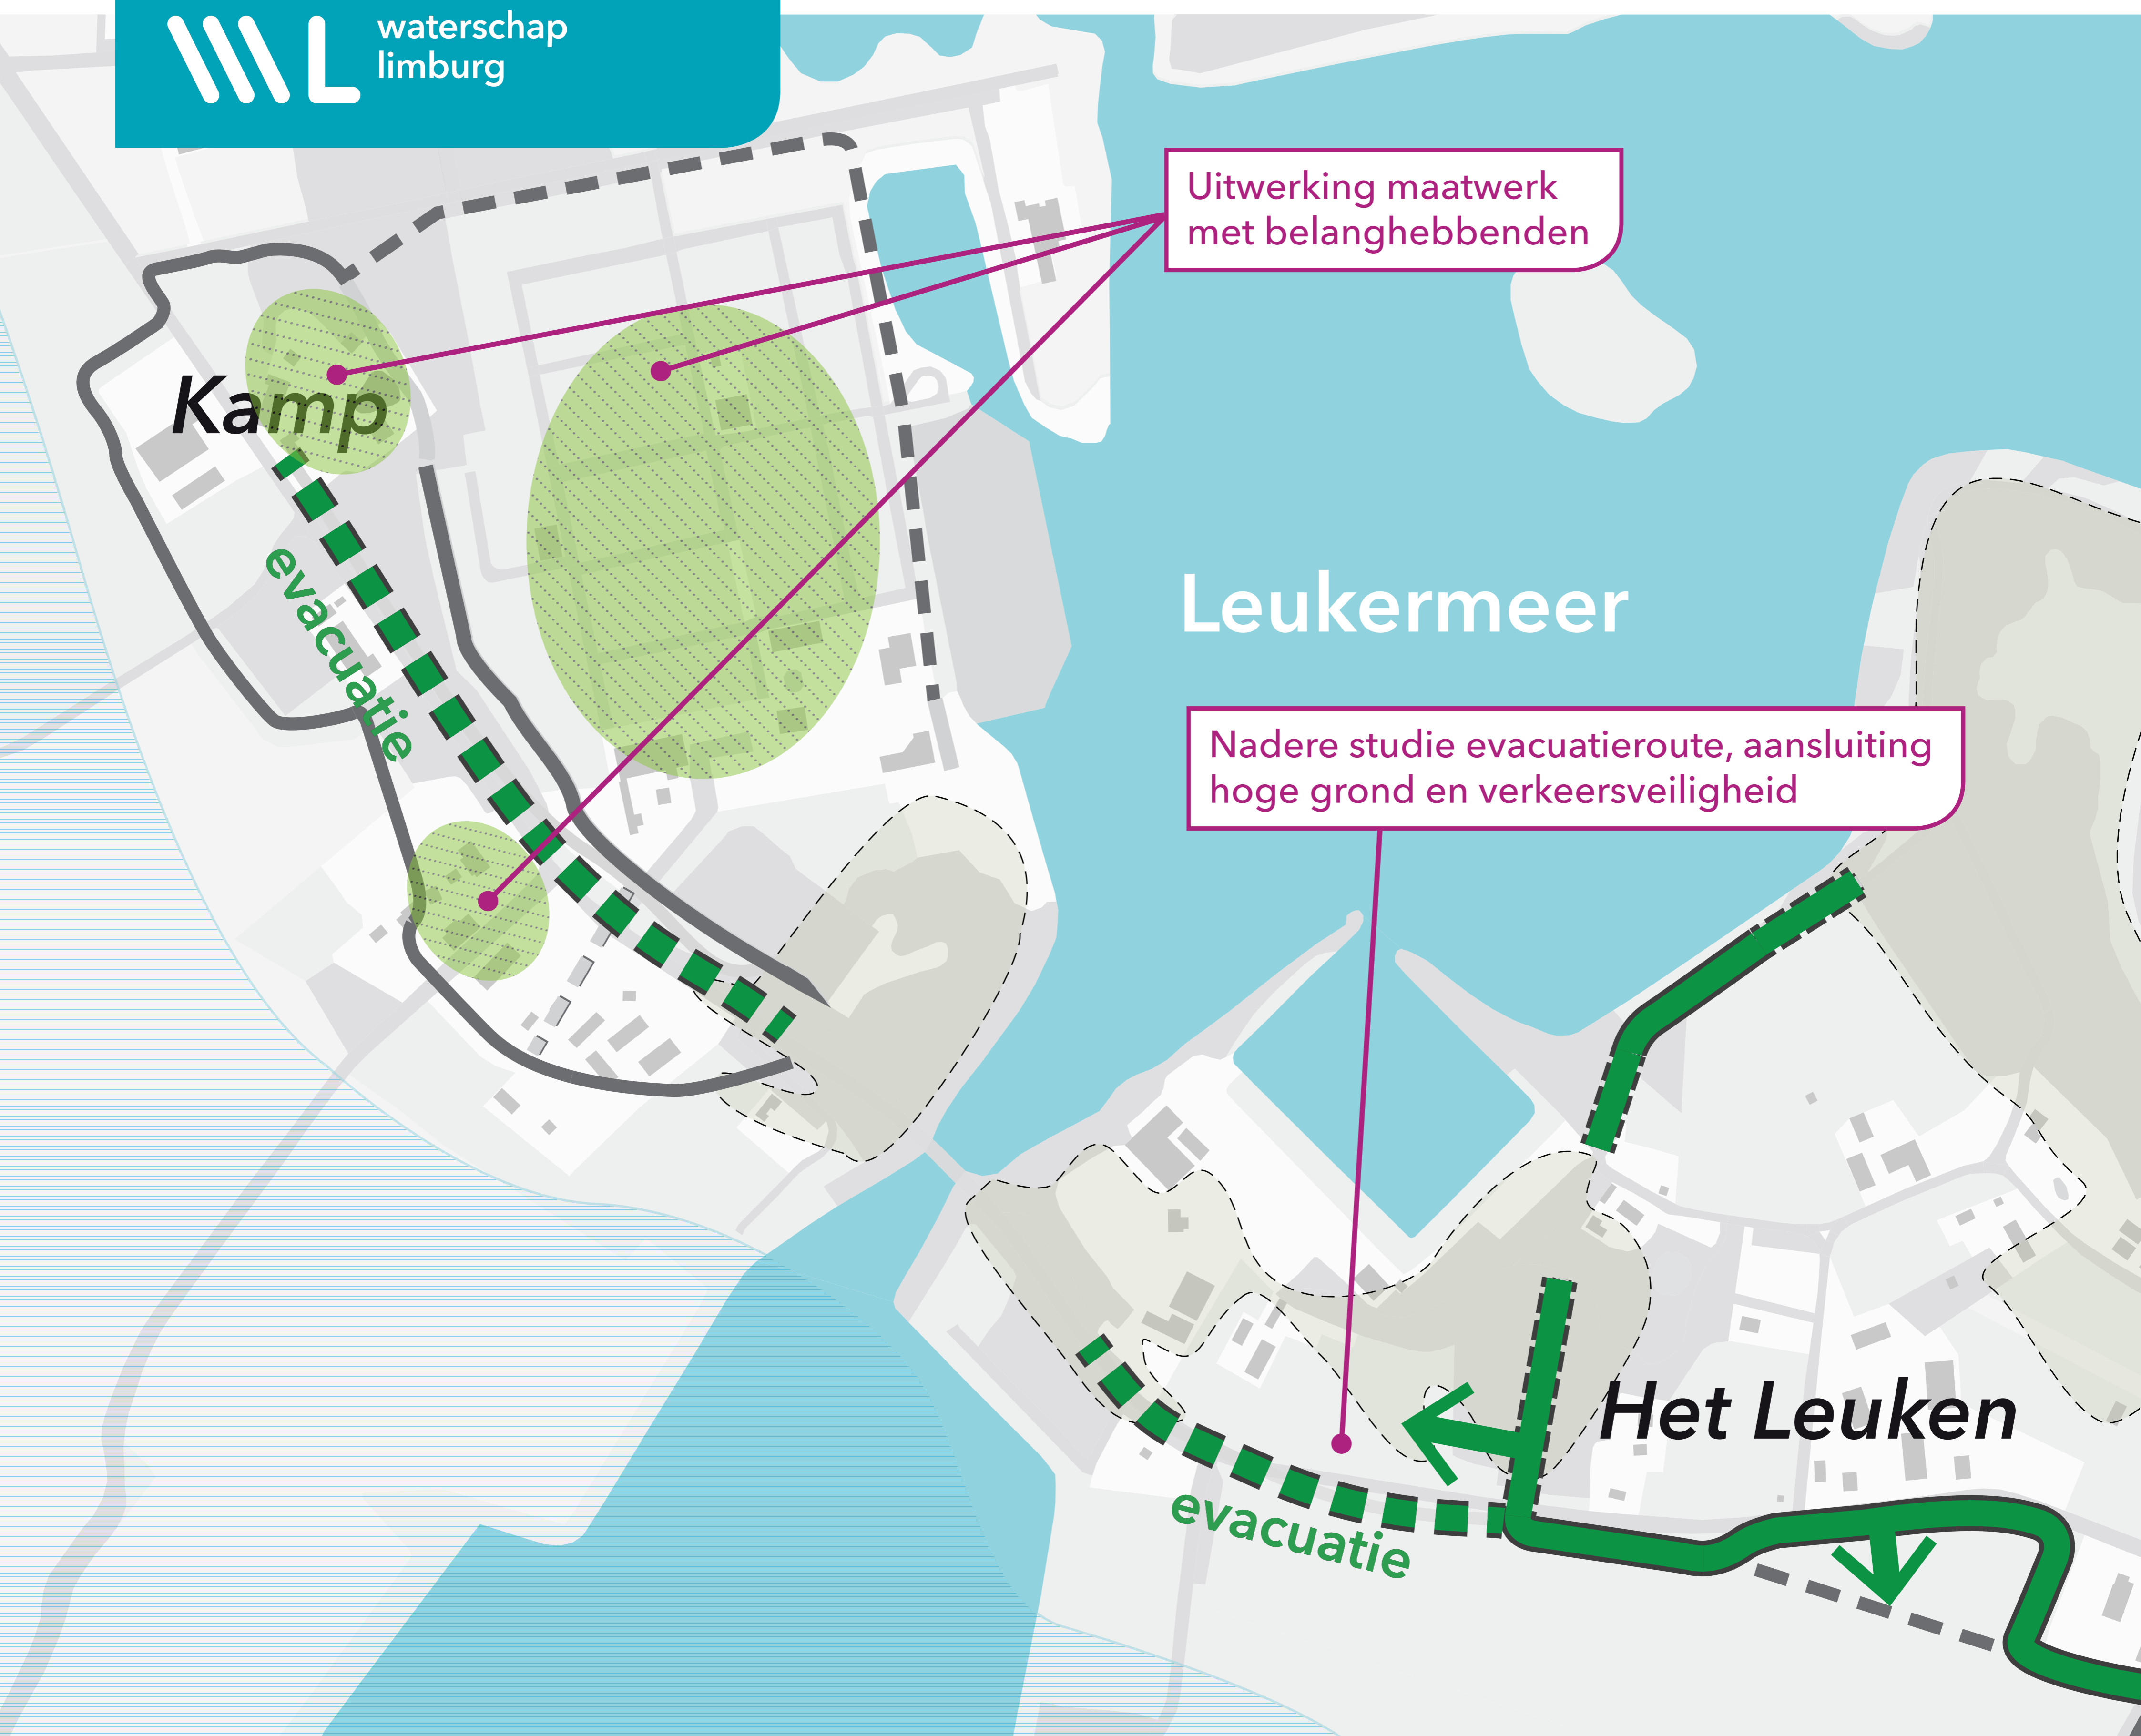 waterschap
limburg
Uitwerking maatwerk
met belanghebbenden
Kamp
evacuatie
Leukermeer
Nadere studie evacuatieroute, aansluiting
hoge grond en verkeersveiligheid
Het Leuken
evacuatie